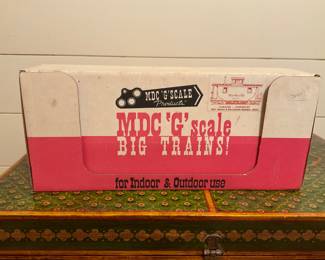 MDC 'G' SCALE
Products
MDC 'G' scale
BIG TRAINS!
for Indoor & Outdoor use